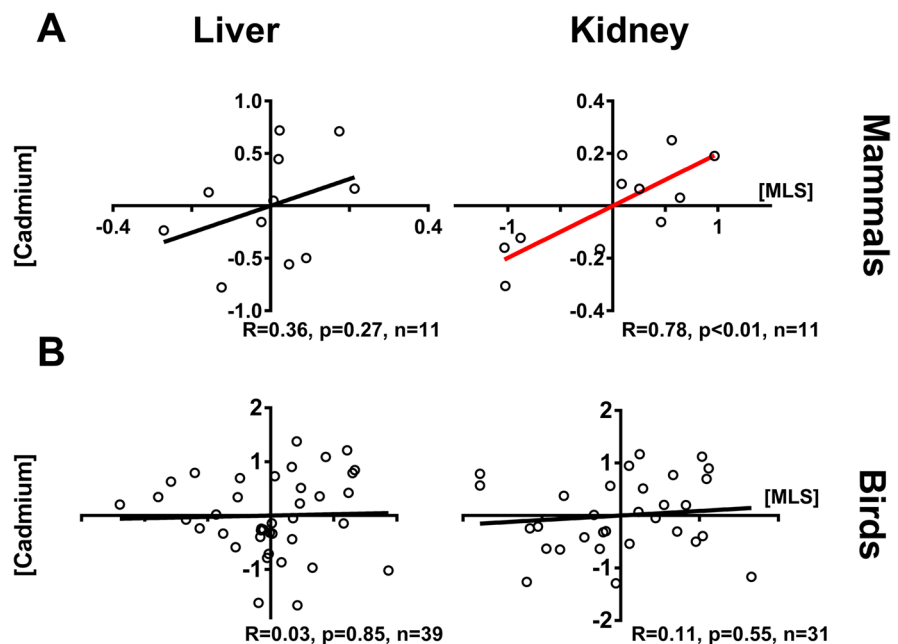 A
Liver
Kidney
Mammals
[Cadmium]
1.0
0.5
-0.4
0.4
-0.5
-1.0
R=0.36, p=0.27, n=11
0.4
0.2
[MLS]
-1
1
-0.2
-0.4
R=0.78, p<0.01, n=11
B
Birds
[Cadmium]
2
1
-1
R=0.03, p=0.85, n=39
2
1
[MLS]
-1
-2
R=0.11, p=0.55, n=31